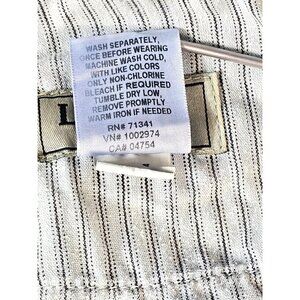 WASH SEPARATELY,
ONCE BEFORE WEARING
MACHINE WASH COLD,
WITH LIKE COLORS
ONLY NON-CHLORINE
BLEACH IF REQUIRED
TUMBLE DRY LOW,
REMOVE PROMPTLY
WARM IRON IF NEEDED
RN# 71341
VN# 1002974
CA# 04754
L